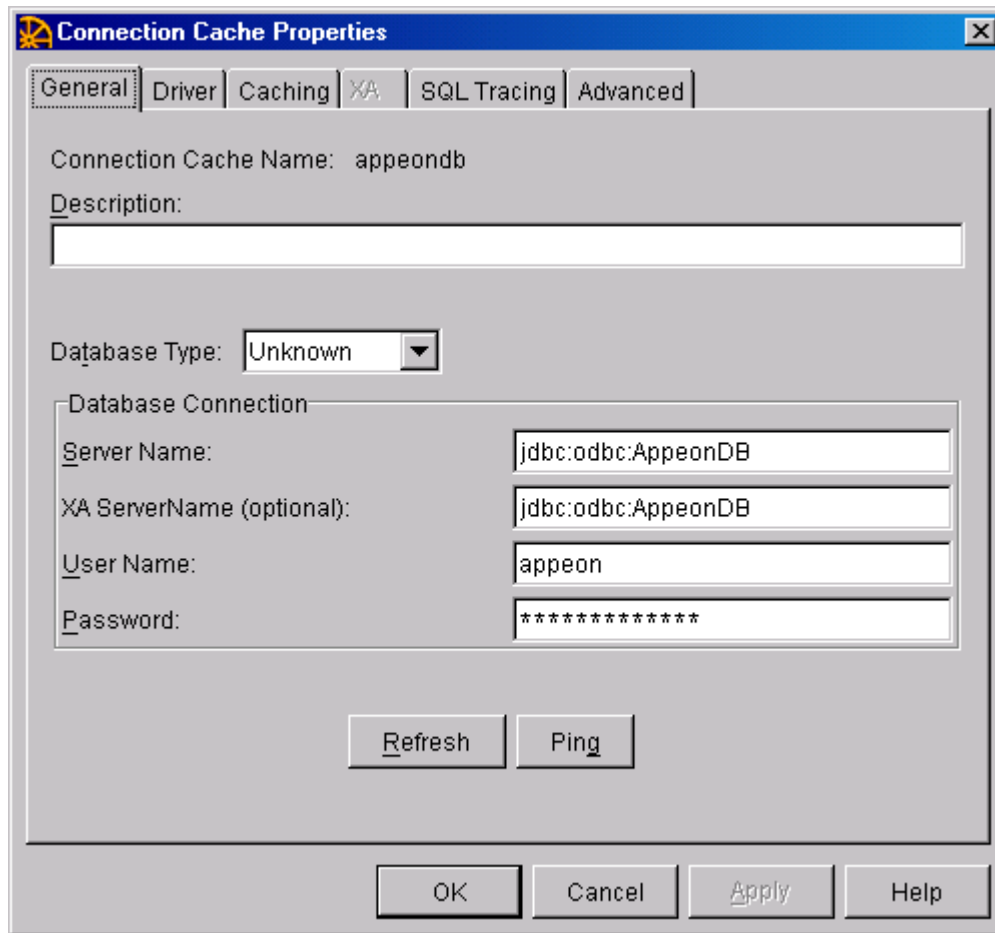 Connection Cache Properties
General Driver Caching XA SQL Tracing Advanced
Connection Cache Name: appeondb
Description:
Database Type: Unknown
Database Connection
Server Name: jdbc:odbc:AppeonDB
XA ServerName (optional): jdbc:odbc:AppeonDB
User Name: appeon
Password: *************
Refresh Ping
OK Cancel Apply Help